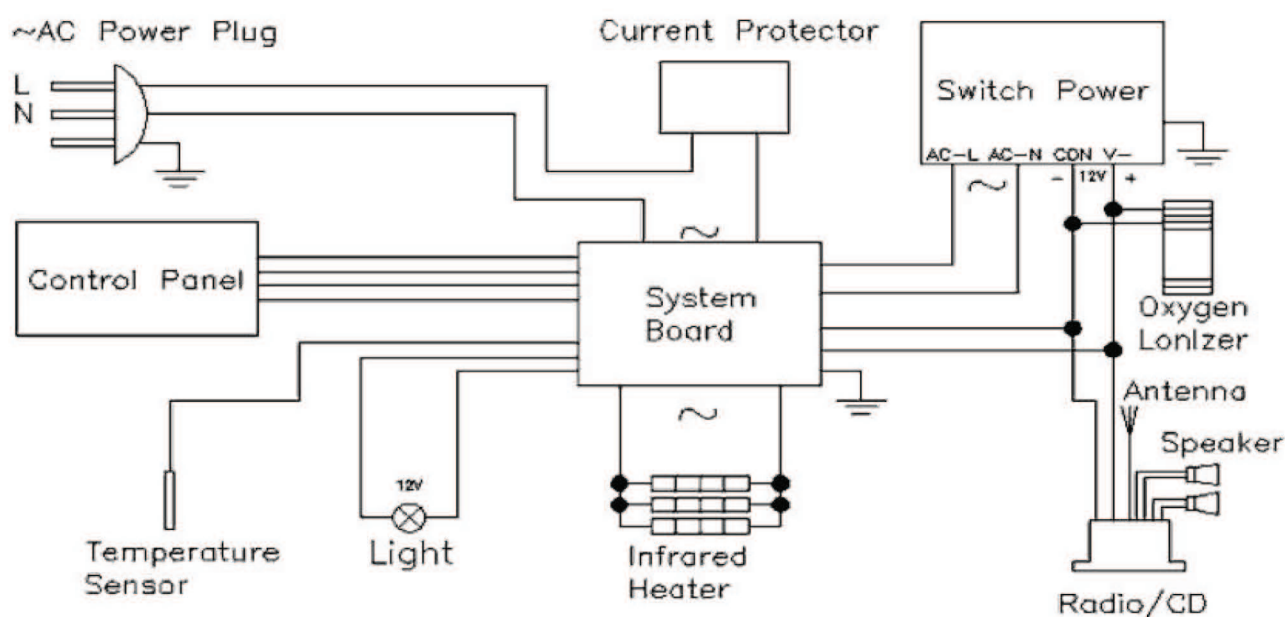 ~AC Power Plug
L
N
Current Protector
Switch Power
AC-L AC-N CON V-
~ - 12V +
Control Panel
~
System
Board
~
Oxygen
LonIzer
Antenna
Speaker
12V
Temperature
Sensor
Light
Infrared
Heater
Radio/CD